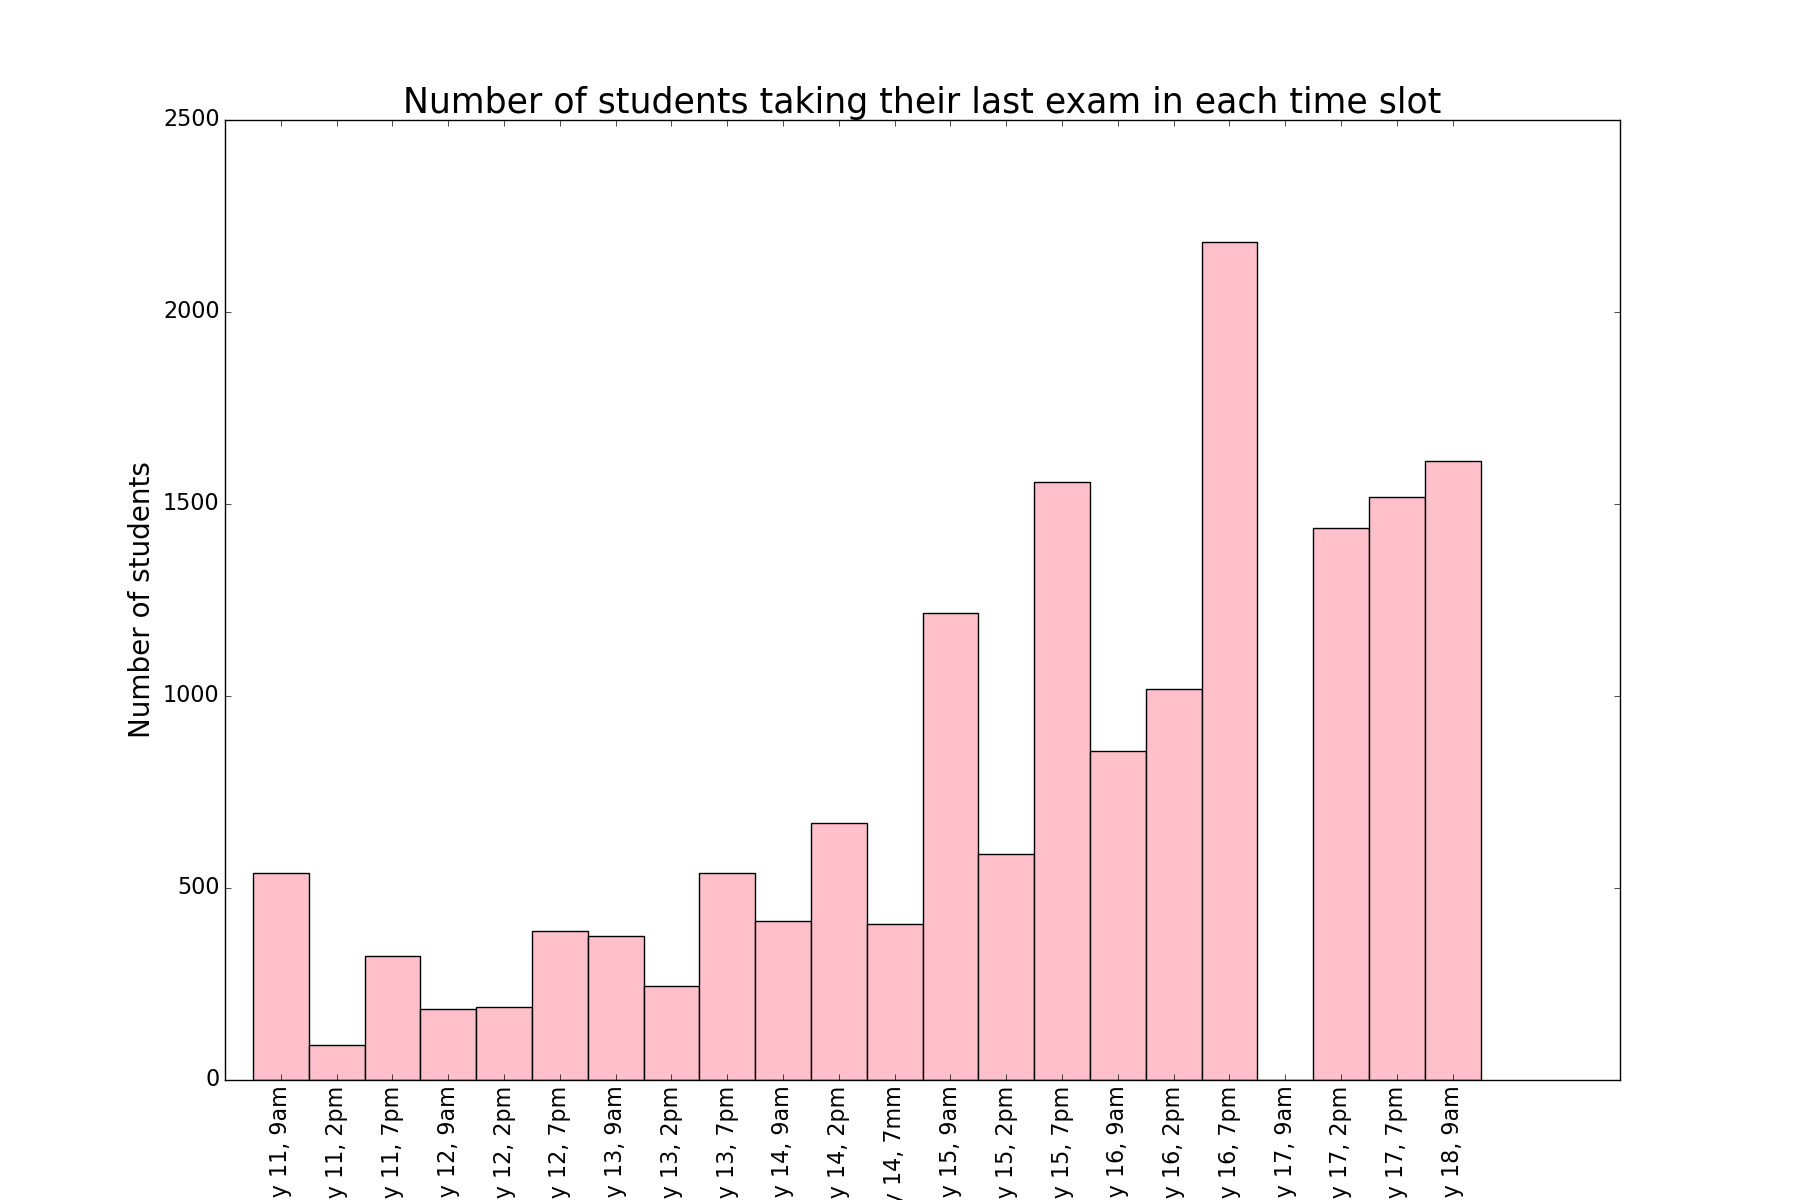 Number of students taking their last exam in each time slot
Number of students
2500
2000
1500
1000
500
0
y 11, 9am
y 11, 2pm
y 11, 7pm
y 12, 9am
y 12, 2pm
y 12, 7pm
y 13, 9am
y 13, 2pm
y 13, 7pm
y 14, 9am
y 14, 2pm
y 14, 7mm
y 15, 9am
y 15, 2pm
y 15, 7pm
y 16, 9am
y 16, 2pm
y 16, 7pm
y 17, 9am
y 17, 2pm
y 17, 7pm
y 18, 9am